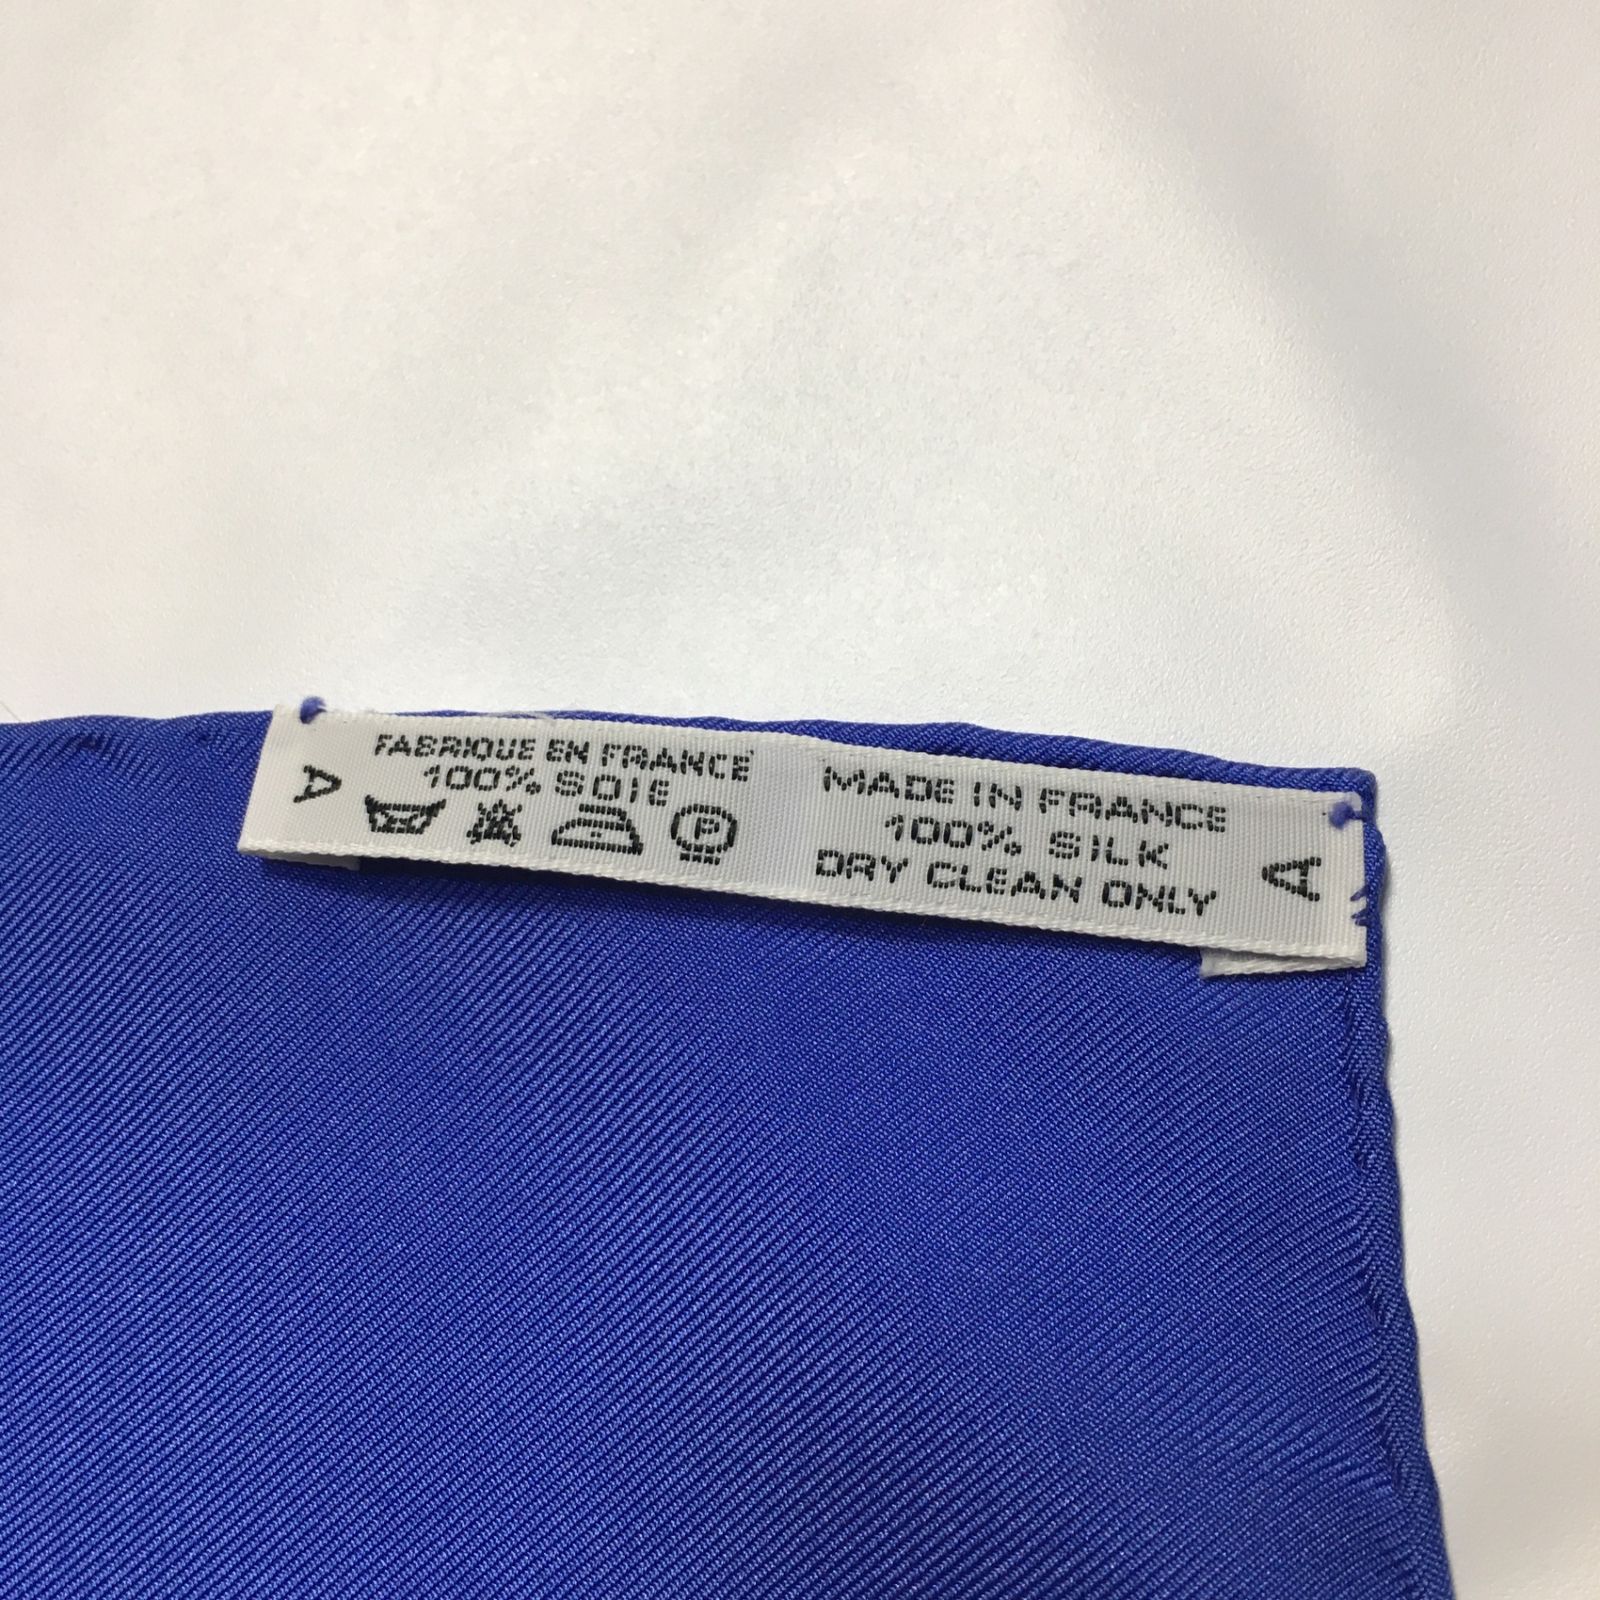 A
FABRIQUE EN FRANCE
100% SOIE
P
MADE IN FRANCE
100% SILK
DRY CLEAN ONLY
A